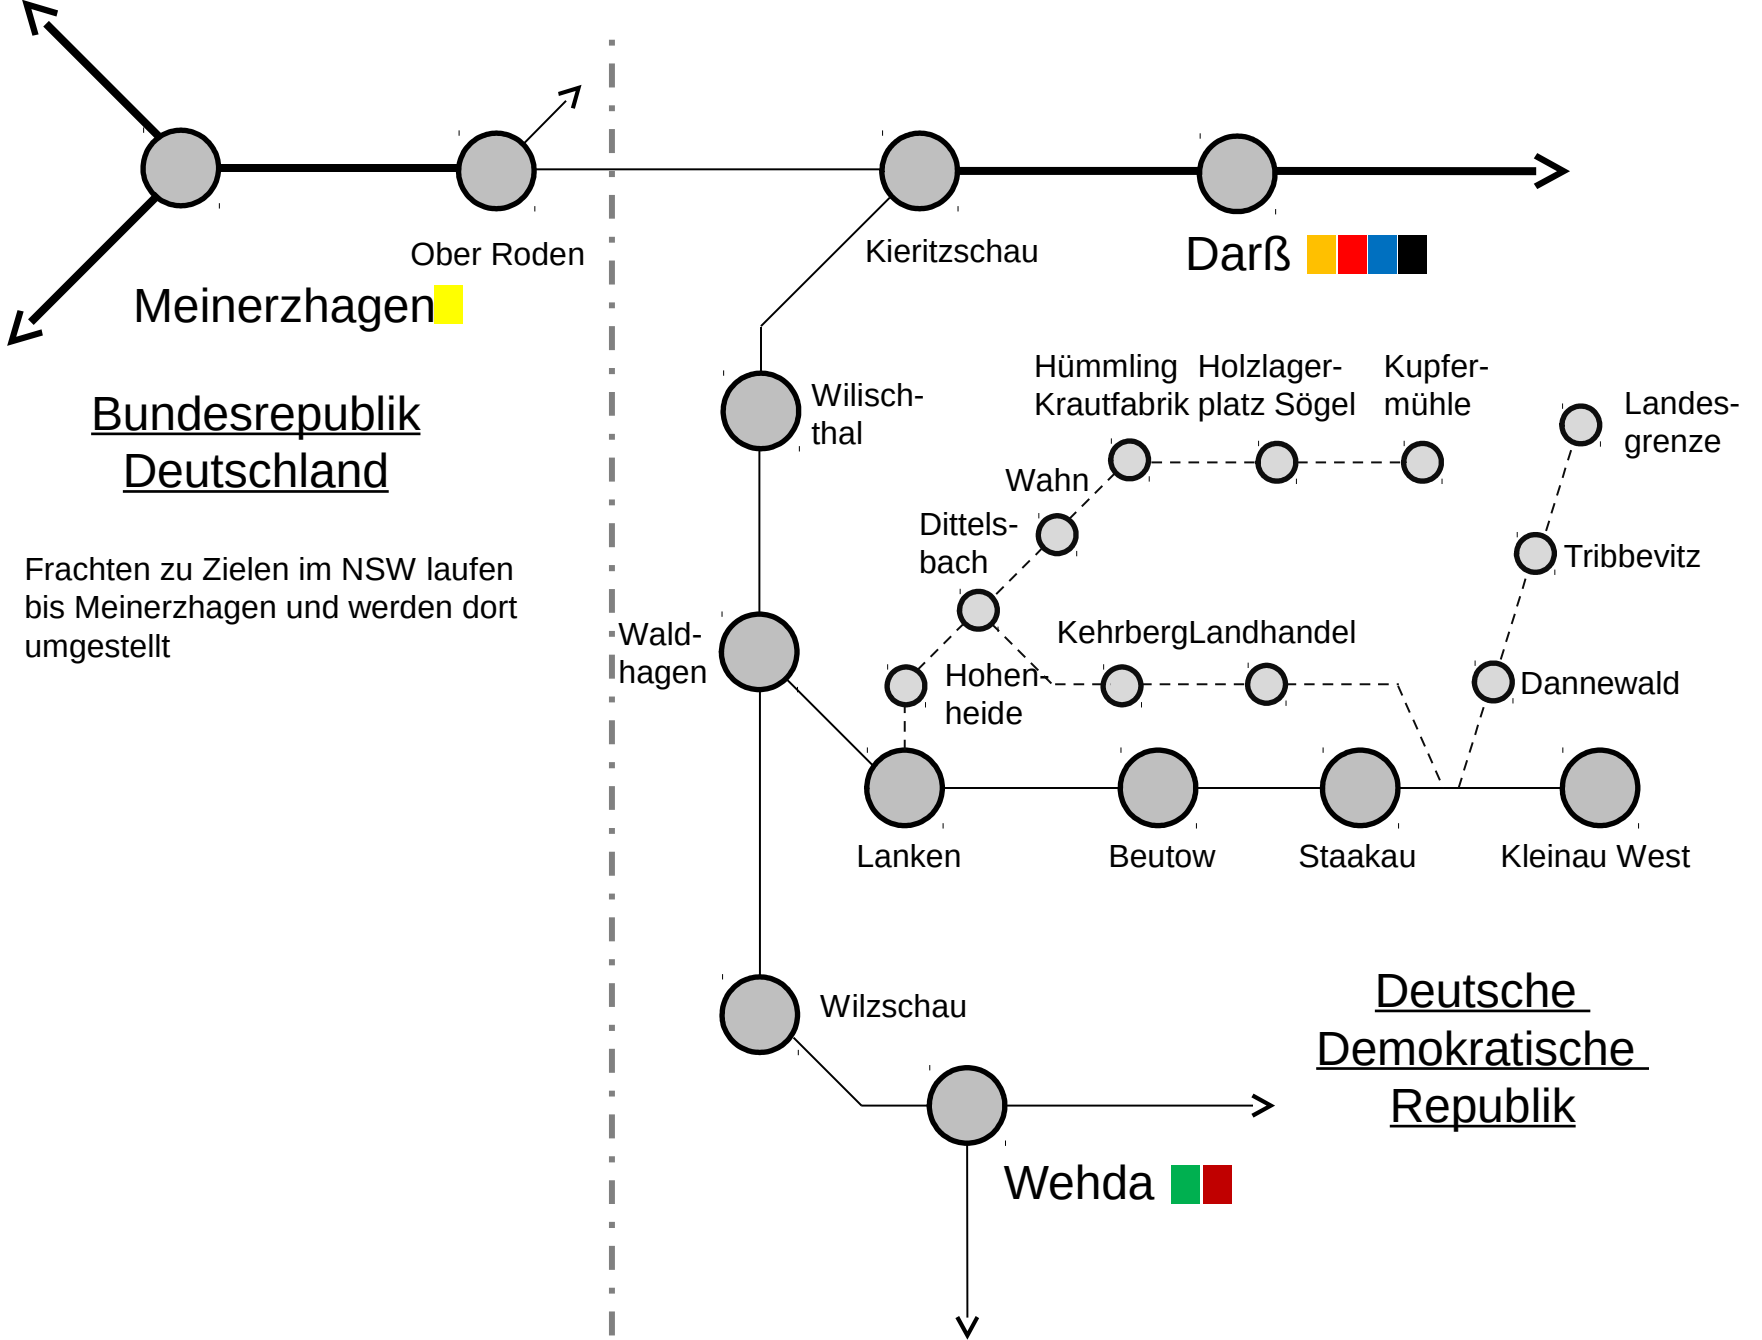 Ober Roden
Kieritzschau
Darß
Meinerzhagen
Bundesrepublik
Deutschland
Frachten zu Zielen im NSW laufen
bis Meinerzhagen und werden dort
umgestellt
Wilisch-
thal
Hümmling
Krautfabrik
Holzlager-
platz Sögel
Kupfer-
mühle
Landes-
grenze
Wahn
Dittels-
bach
Tribbevitz
Wald-
hagen
Kehrberg
Landhandel
Hohen-
heide
Dannewald
Lanken
Beutow
Staakau
Kleinau West
Wilzschau
Deutsche
Demokratische
Republik
Wehda